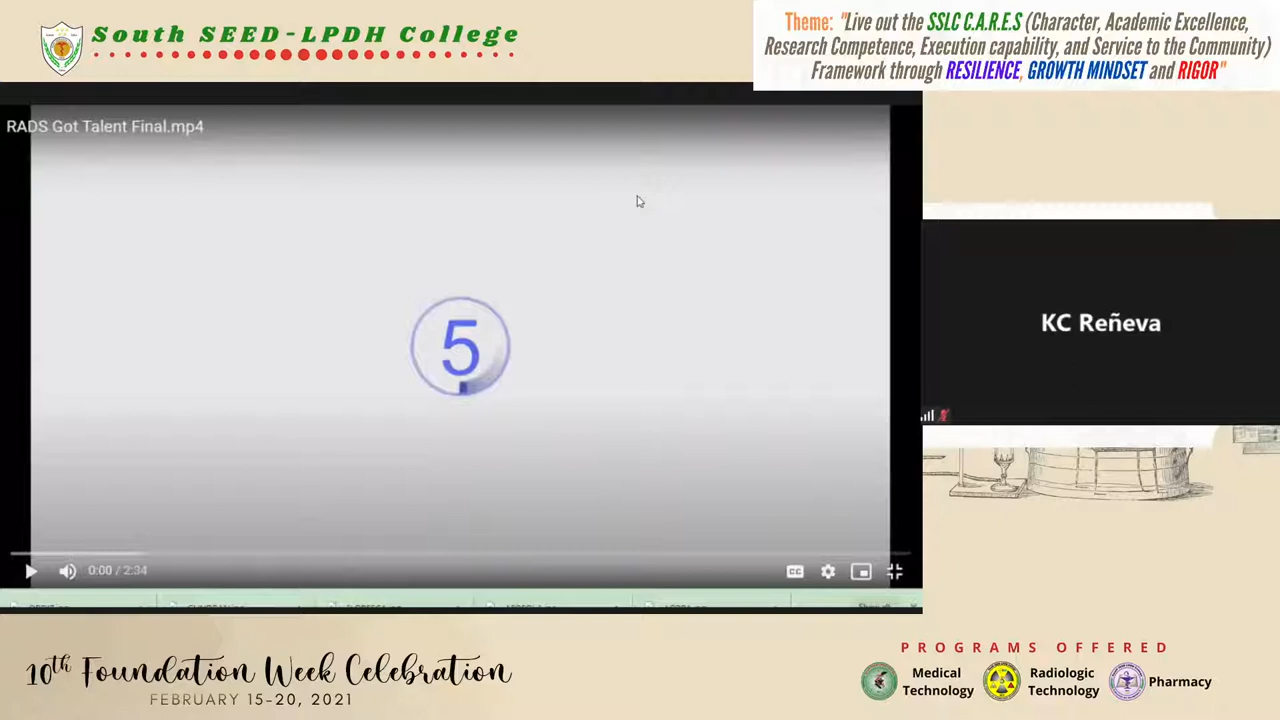 South SEED-LPDH College
Theme: "Live out the SSLC C.A.R.E.S (Character, Academic Excellence,
Research Competence, Execution capability, and Service to the Community)
Framework through RESILIENCE, GROWTH MINDSET and RIGOR"
RADS Got Talent Final.mp4
5
KC Reñeva
0:00 / 2:34
CC
10th Foundation Week Celebration
FEBRUARY 15-20, 2021
PROGRAMS OFFERED
Medical
Technology
Radiologic
Technology
Pharmacy